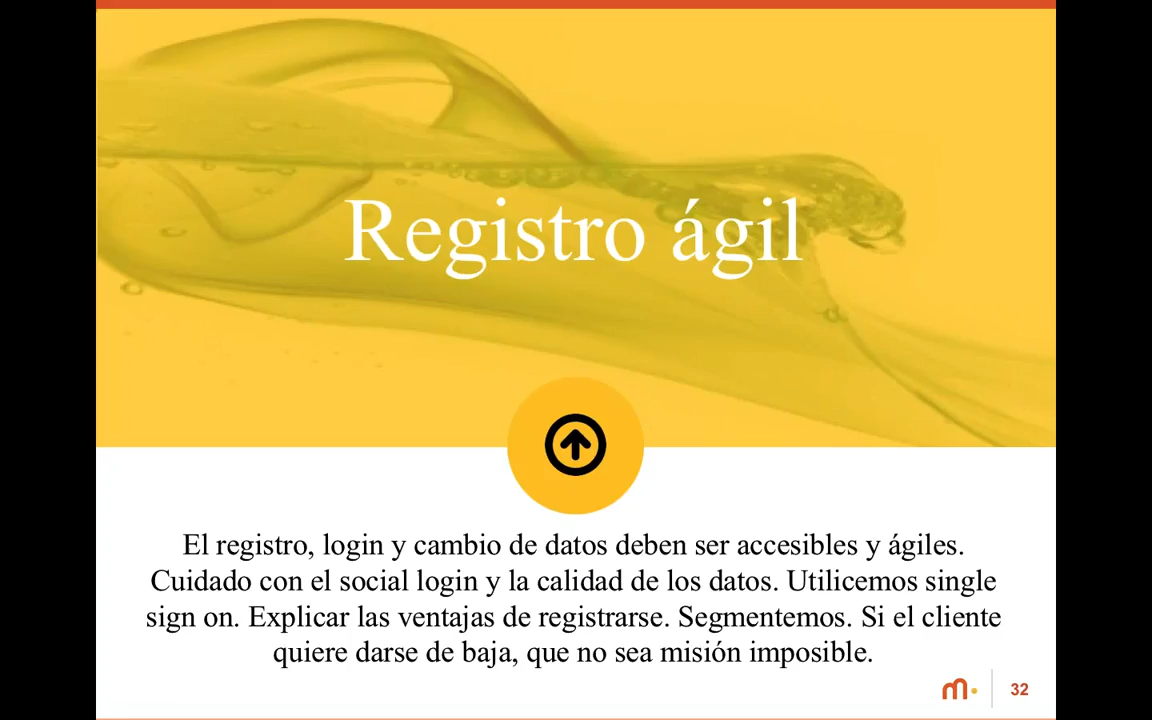 Registro ágil
El registro, login y cambio de datos deben ser accesibles y ágiles.
Cuidado con el social login y la calidad de los datos. Utilicemos single
sign on. Explicar las ventajas de registrarse. Segmentemos. Si el cliente
quiere darse de baja, que no sea misión imposible.
m. 32